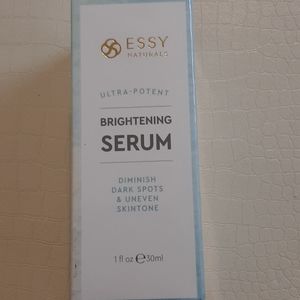 ESSY
NATURALS
ULTRA-POTENT
BRIGHTENING
SERUM
DIMINISH
DARK SPOTS
& UNEVEN
SKINTONE
1 fl oz ℮ 30ml